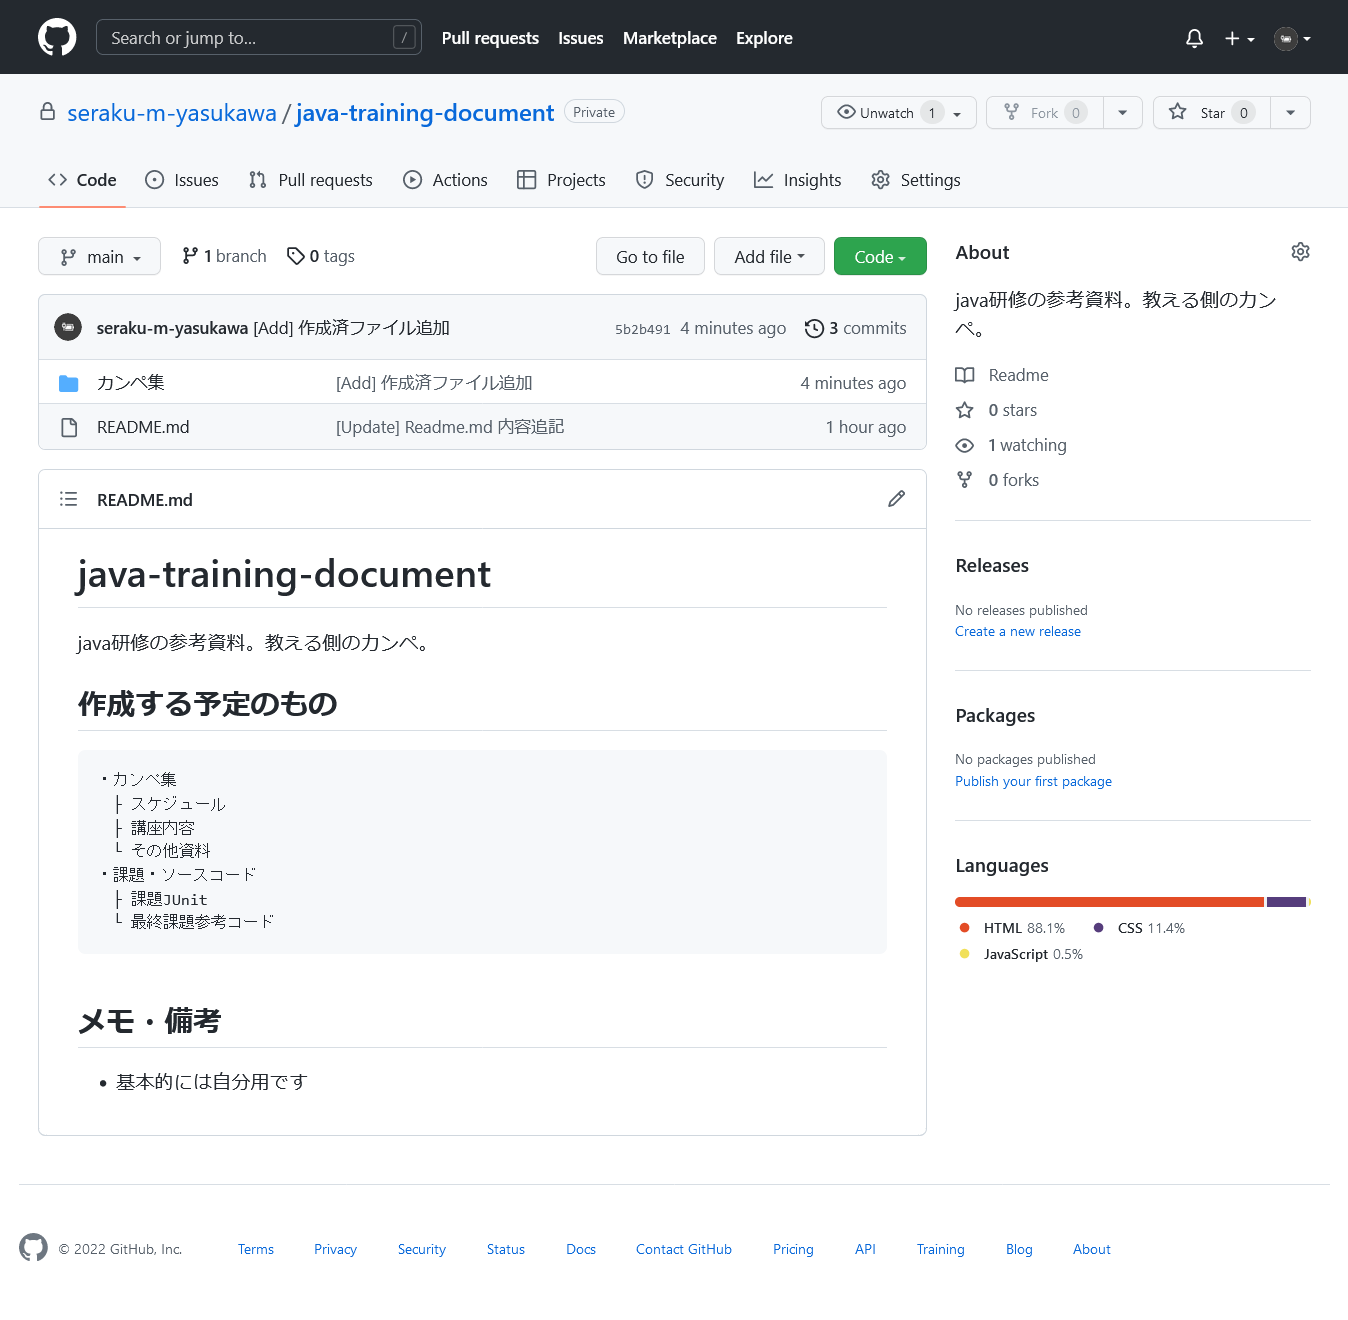 Search or jump to... /
Pull requests Issues Marketplace Explore
seraku-m-yasukawa / java-training-document Private
Unwatch 1 Fork 0 Star 0
Code Issues Pull requests Actions Projects Security Insights Settings
main 1 branch 0 tags Go to file Add file Code
seraku-m-yasukawa [Add] 作成済ファイル追加 5b2b491 4 minutes ago 3 commits
カンペ集 [Add] 作成済ファイル追加 4 minutes ago
README.md [Update] Readme.md 内容追記 1 hour ago
README.md
java-training-document
java研修の参考資料。教える側のカンペ。
作成する予定のもの
・カンペ集
├ スケジュール
├ 講座内容
└ その他資料
・課題・ソースコード
├ 課題JUnit
└ 最終課題参考コード
メモ・備考
• 基本的には自分用です
About
java研修の参考資料。教える側のカン
ペ。
Readme
0 stars
1 watching
0 forks
Releases
No releases published
Create a new release
Packages
No packages published
Publish your first package
Languages
HTML 88.1% CSS 11.4%
JavaScript 0.5%
© 2022 GitHub, Inc. Terms Privacy Security Status Docs Contact GitHub Pricing API Training Blog About